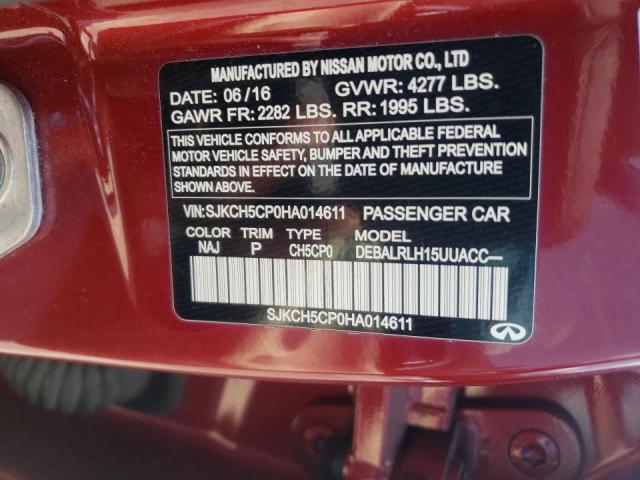 MANUFACTURED BY NISSAN MOTOR CO., LTD
DATE: 06/16 GVWR: 4277 LBS.
GAWR FR: 2282 LBS. RR: 1995 LBS.
THIS VEHICLE CONFORMS TO ALL APPLICABLE FEDERAL
MOTOR VEHICLE SAFETY, BUMPER AND THEFT PREVENTION
STANDARDS IN EFFECT ON THE DATE OF MANUFACTURE
SHOWN ABOVE.
VIN:SJKCH5CP0HA014611 PASSENGER CAR
COLOR TRIM TYPE MODEL
NAJ P CH5CP0 DEBALRLH15UUACC—
SJKCH5CP0HA014611